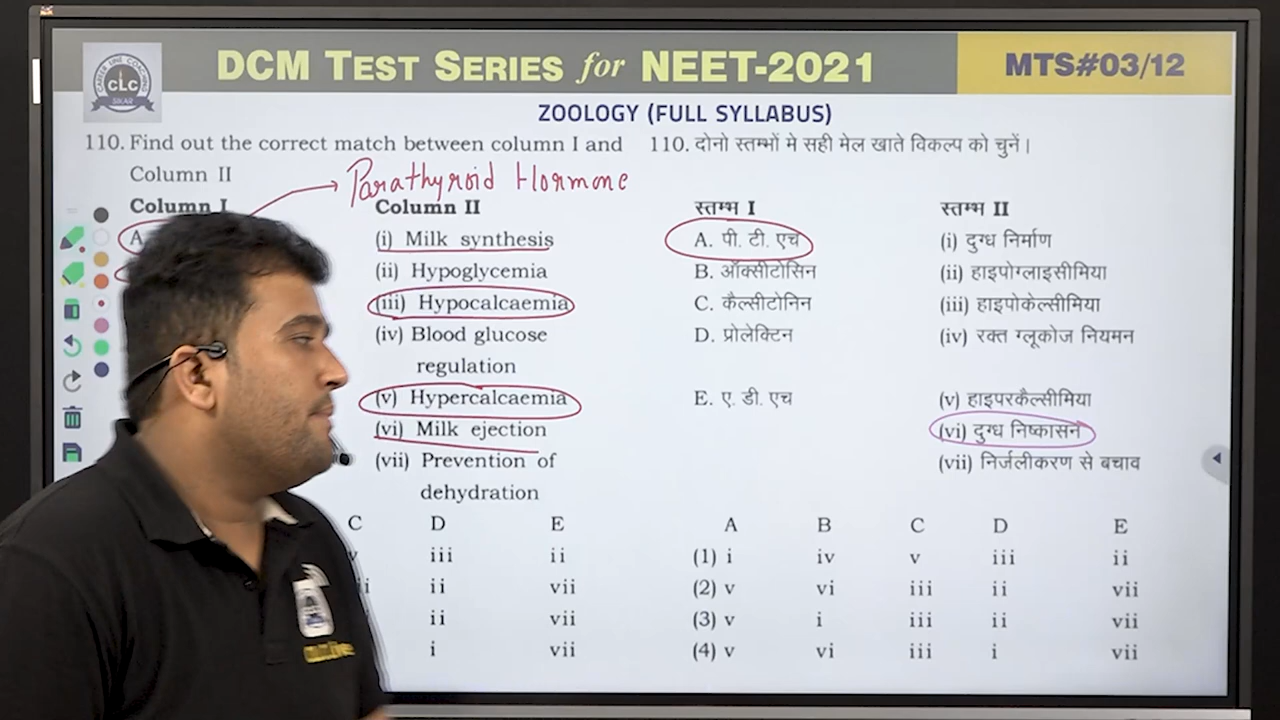 DCM TEST SERIES for NEET-2021
MTS#03/12
CLC
SIKAR
ZOOLOGY (FULL SYLLABUS)
110. Find out the correct match between column I and
Column II
Parathyroid Hormone
Column I
Column II
A
(i) Milk synthesis
(ii) Hypoglycemia
(iii) Hypocalcaemia
(iv) Blood glucose
regulation
(v) Hypercalcaemia
(vi) Milk ejection
(vii) Prevention of
dehydration
C D E
v iii ii
ii vii
ii vii
i vii
110. दोनो स्तम्भों मे सही मेल खाते विकल्प को चुनें।
स्तम्भ I स्तम्भ II
A. पी. टी. एच (i) दुग्ध निर्माण
B. ऑक्सीटोसिन (ii) हाइपोग्लाइसीमिया
C. कैल्सीटोनिन (iii) हाइपोकेल्सीमिया
D. प्रोलेक्टिन (iv) रक्त ग्लूकोज नियमन
E. ए. डी. एच (v) हाइपरकैल्सीमिया
(vi) दुग्ध निष्कासन
(vii) निर्जलीकरण से बचाव
A B C D E
(1) i iv v iii ii
(2) v vi iii ii vii
(3) v i iii ii vii
(4) v vi iii i vii